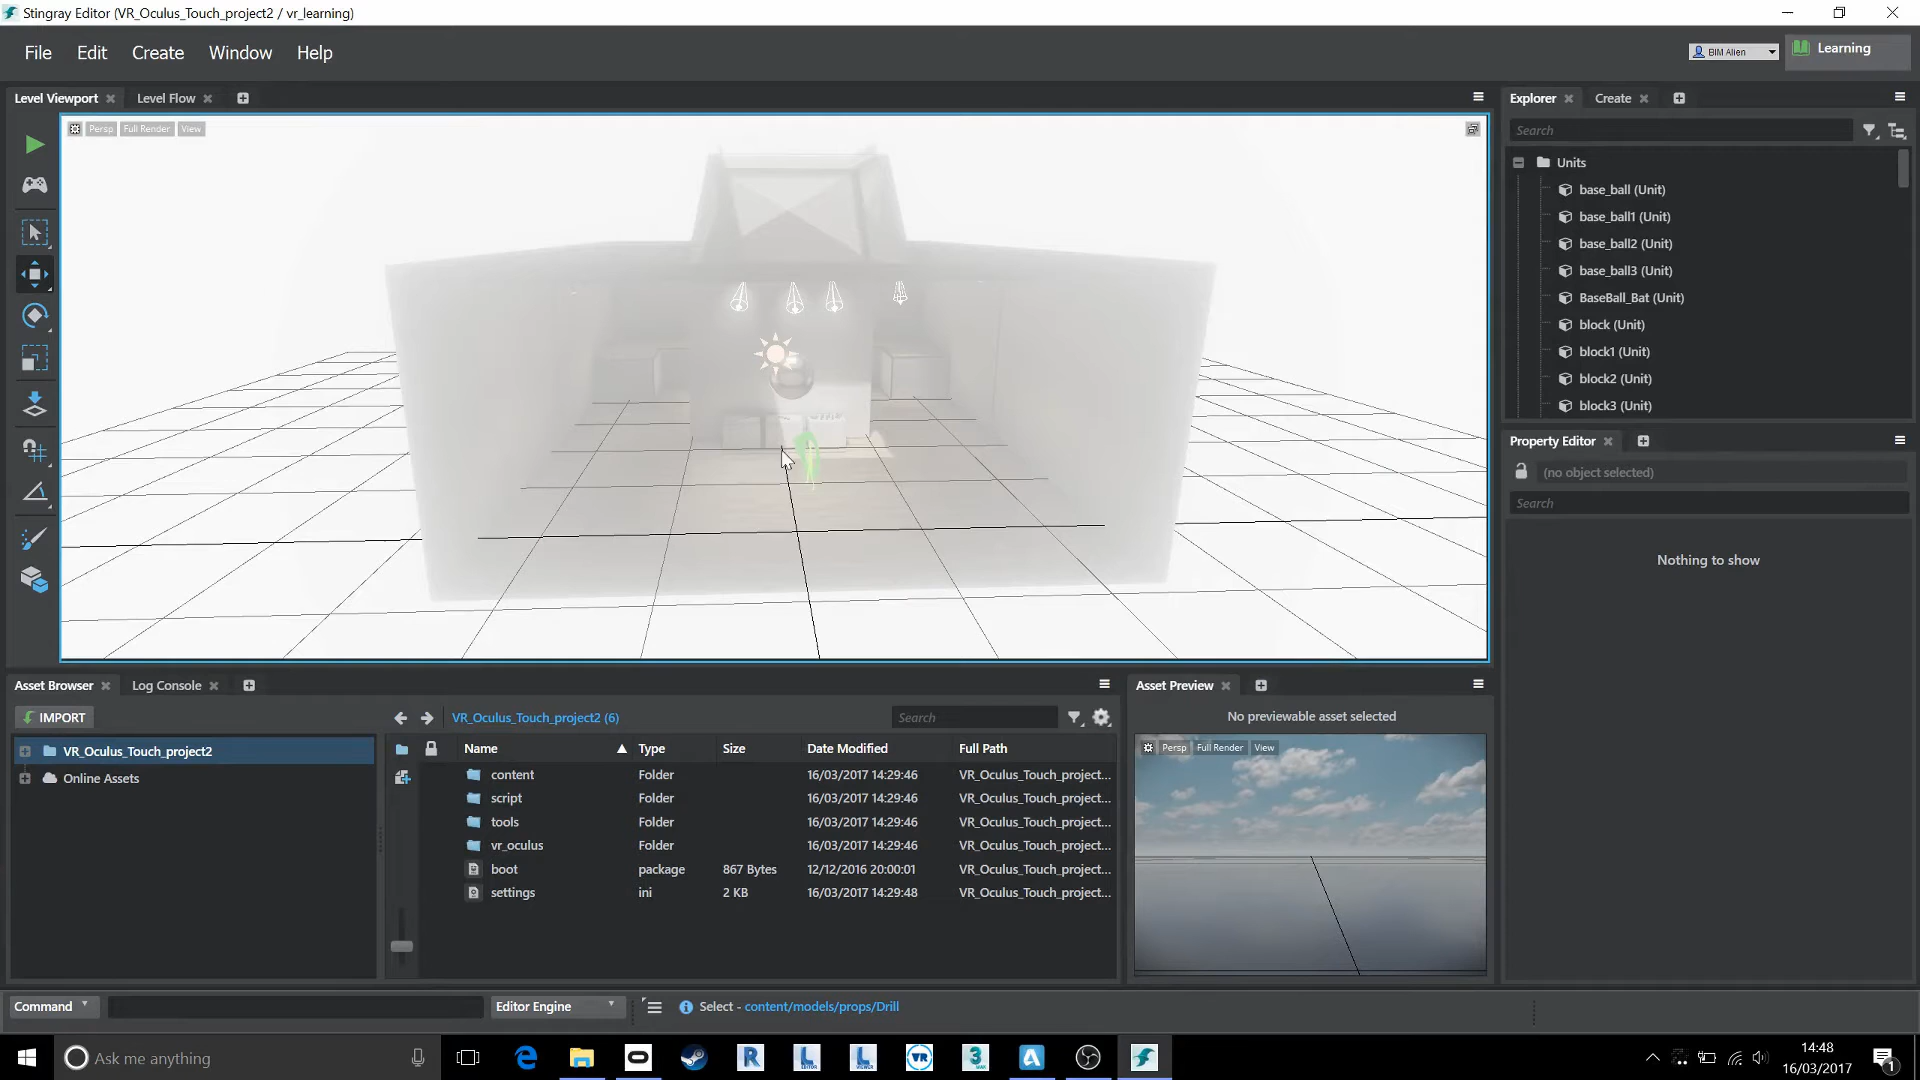 Stingray Editor (VR_Oculus_Touch_project2 / vr_learning)
File Edit Create Window Help
BIM Alien
Learning
Level Viewport
Level Flow
Explorer
Create
Persp Full Render View
Search
Units
base_ball (Unit)
base_ball1 (Unit)
base_ball2 (Unit)
base_ball3 (Unit)
BaseBall_Bat (Unit)
block (Unit)
block1 (Unit)
block2 (Unit)
block3 (Unit)
Property Editor
(no object selected)
Search
Nothing to show
Asset Browser
Log Console
Asset Preview
IMPORT
VR_Oculus_Touch_project2 (6)
Search
No previewable asset selected
VR_Oculus_Touch_project2
Online Assets
Name Type Size Date Modified Full Path
content Folder 16/03/2017 14:29:46 VR_Oculus_Touch_project...
script Folder 16/03/2017 14:29:46 VR_Oculus_Touch_project...
tools Folder 16/03/2017 14:29:46 VR_Oculus_Touch_project...
vr_oculus Folder 16/03/2017 14:29:46 VR_Oculus_Touch_project...
boot package 867 Bytes 12/12/2016 20:00:01 VR_Oculus_Touch_project...
settings ini 2 KB 16/03/2017 14:29:48 VR_Oculus_Touch_project...
Persp Full Render View
Command
Editor Engine
Select - content/models/props/Drill
Ask me anything
14:48
16/03/2017
1